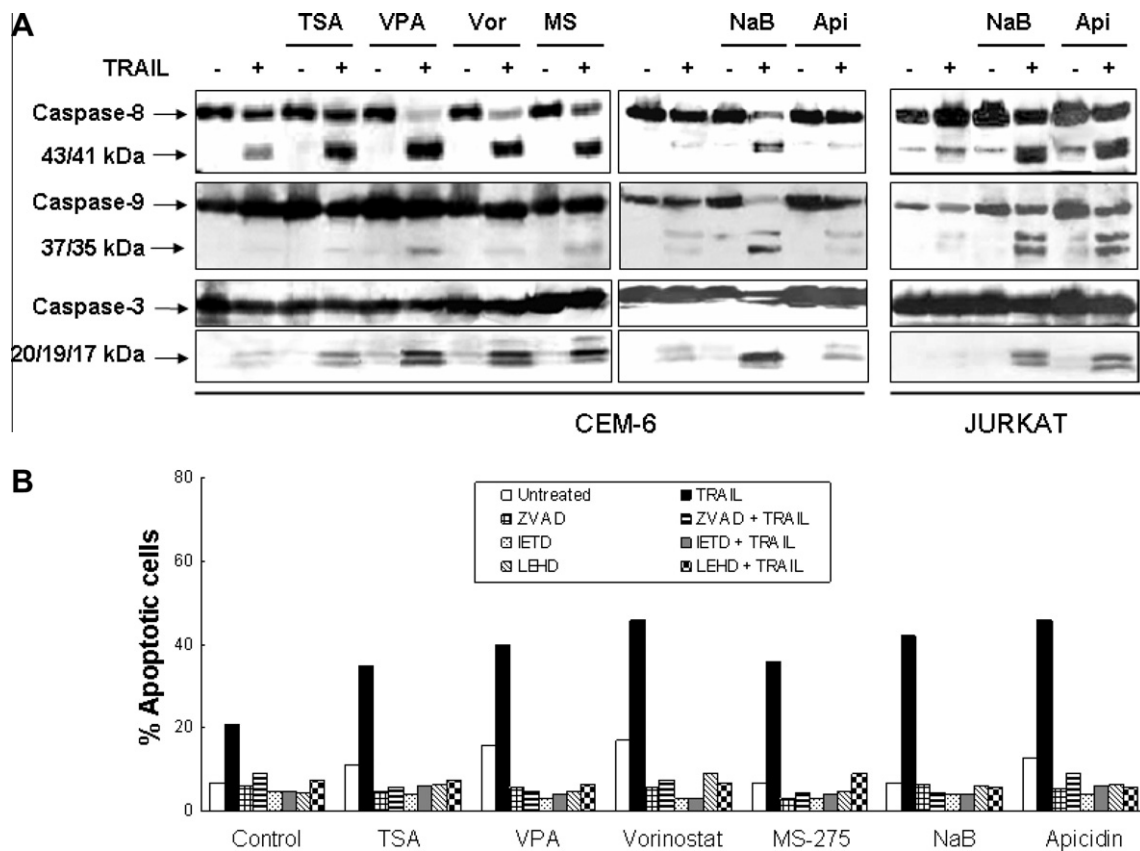 A
TSA VPA Vor MS NaB Api NaB Api
TRAIL - + - + - + - + - + - + - + - + - + - + - + 
Caspase-8
43/41 kDa
Caspase-9
37/35 kDa
Caspase-3
20/19/17 kDa
CEM-6 JURKAT
B
% Apoptotic cells
80
60
40
20
0
Untreated TRAIL
ZVAD ZVAD + TRAIL
IETD IETD + TRAIL
LEHD LEHD + TRAIL
Control TSA VPA Vorinostat MS-275 NaB Apicidin